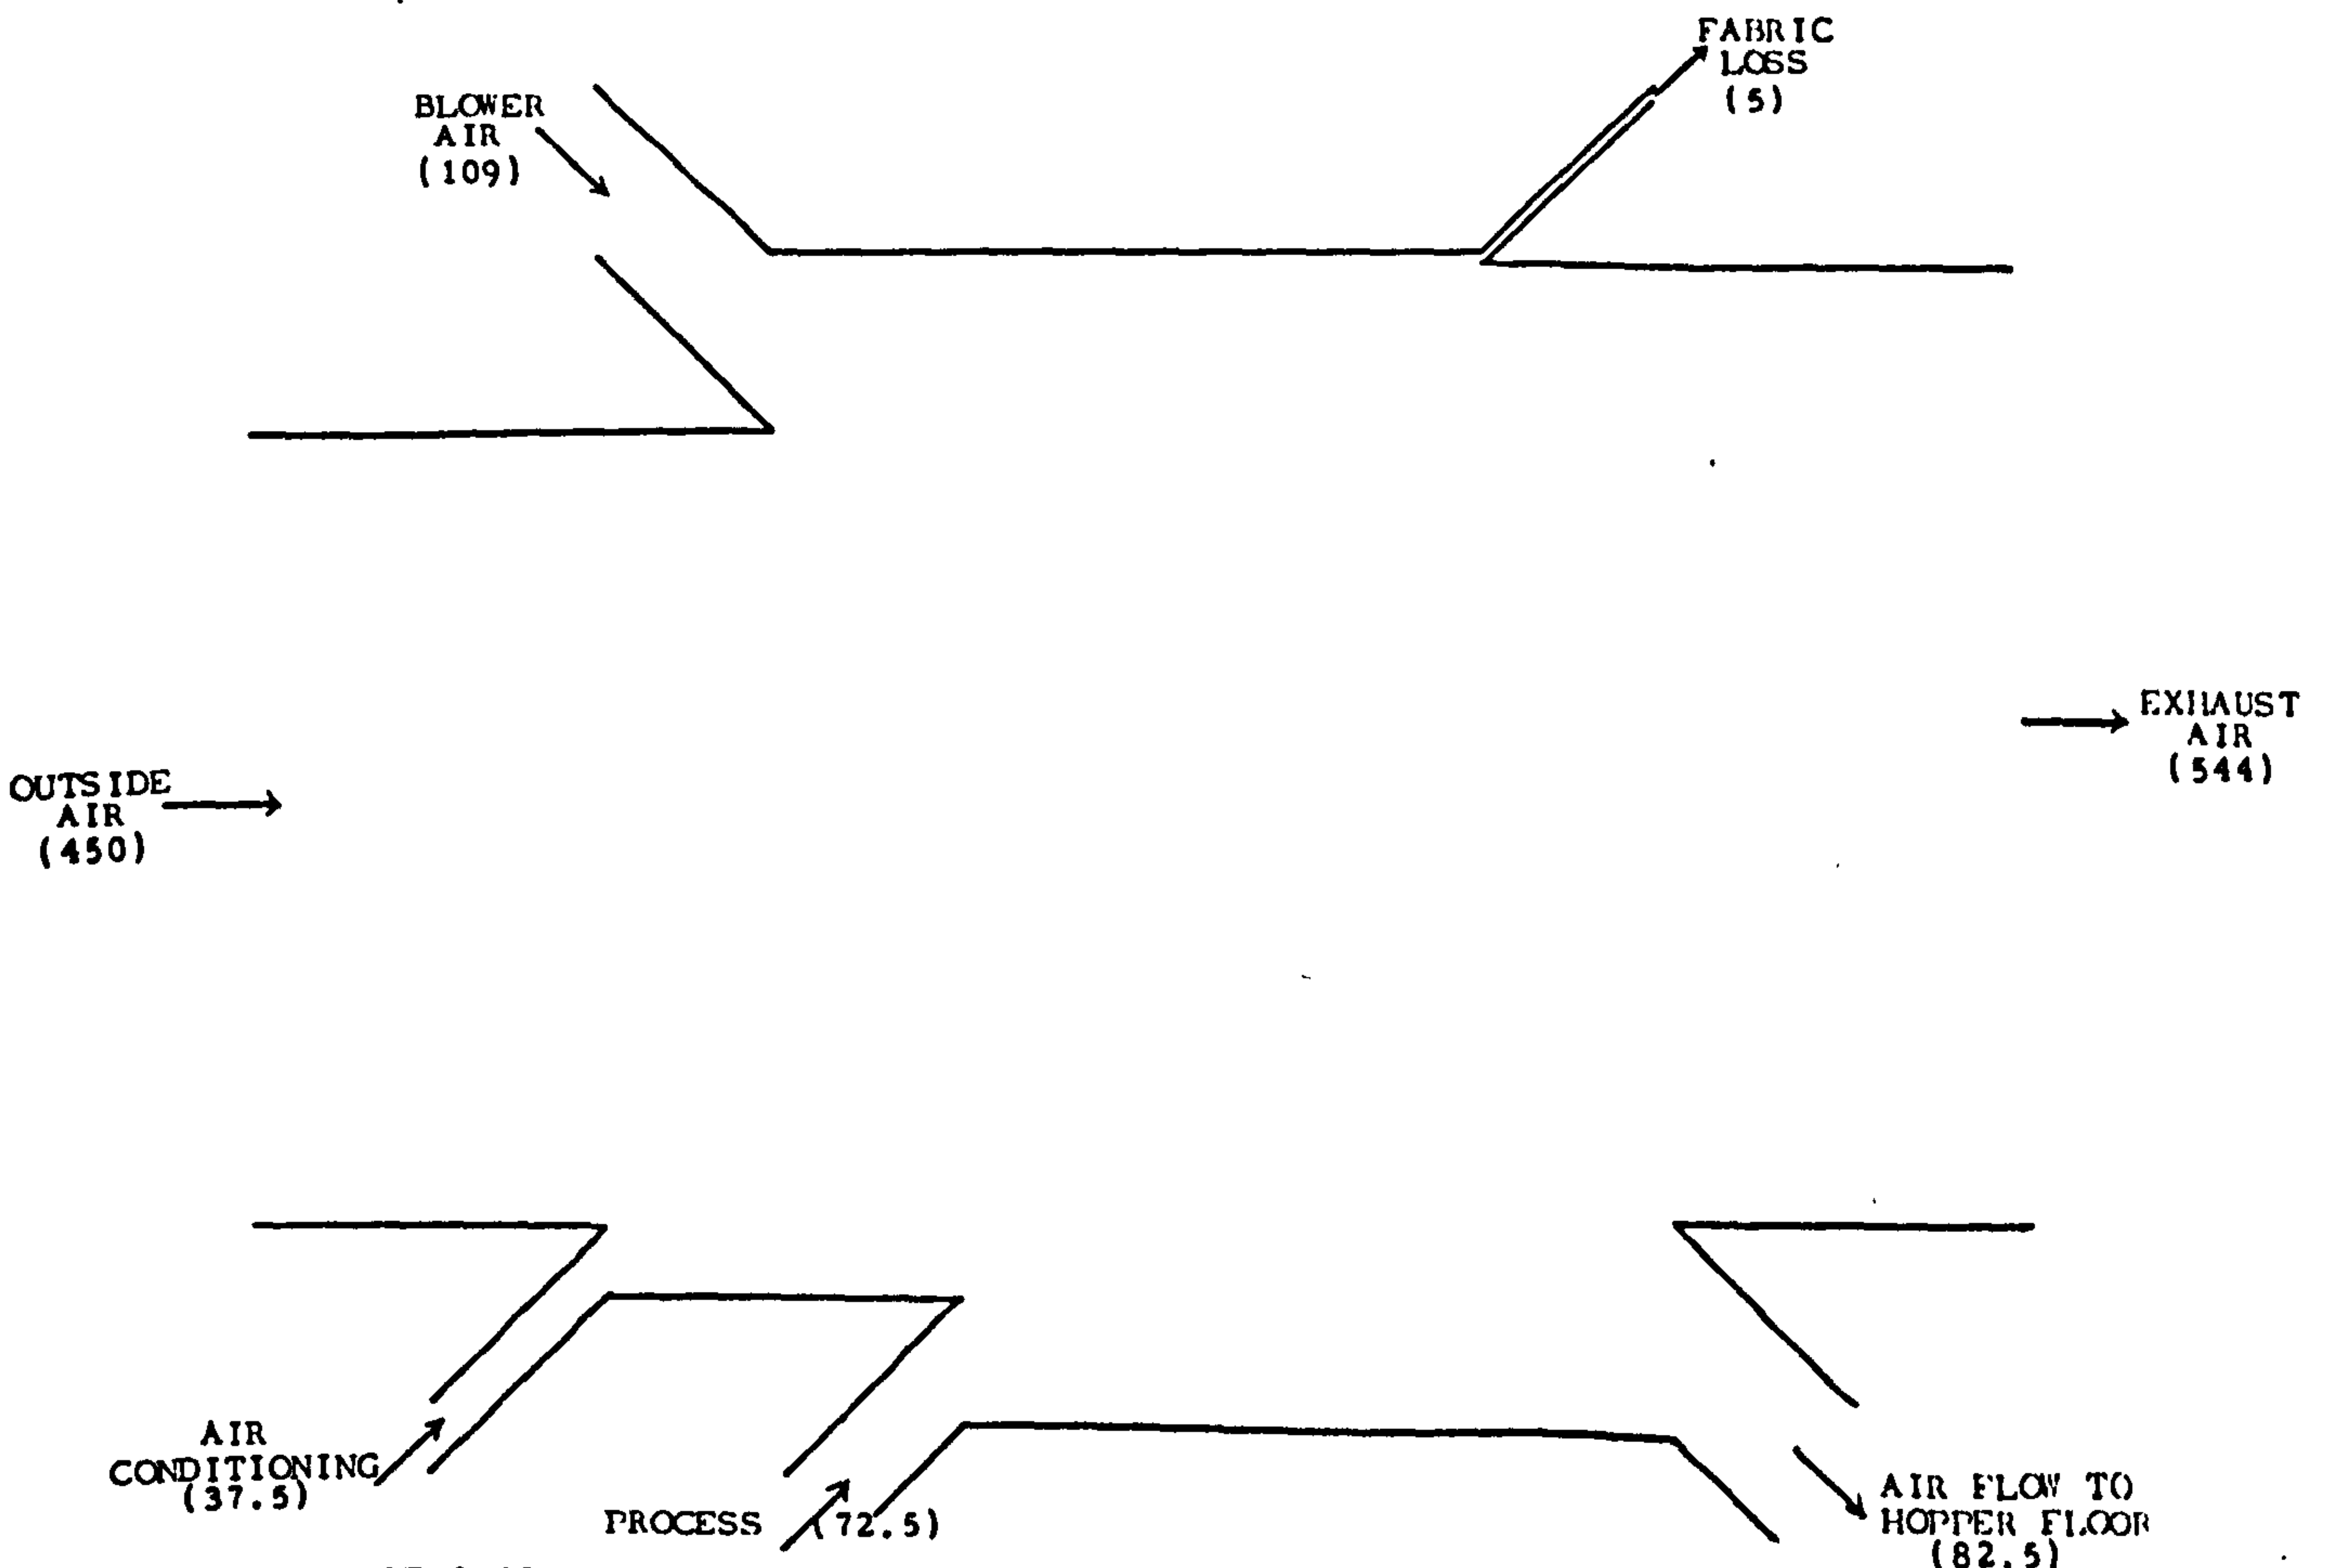 FABRIC
LOSS
(5)
BLOWER
AIR
(109)
EXHAUST
AIR
(544)
OUTSIDE
AIR
(450)
AIR
CONDITIONING
(37.5)
PROCESS (72.5)
AIR FLOW TO
HOPPER FLOOR
(82.5)